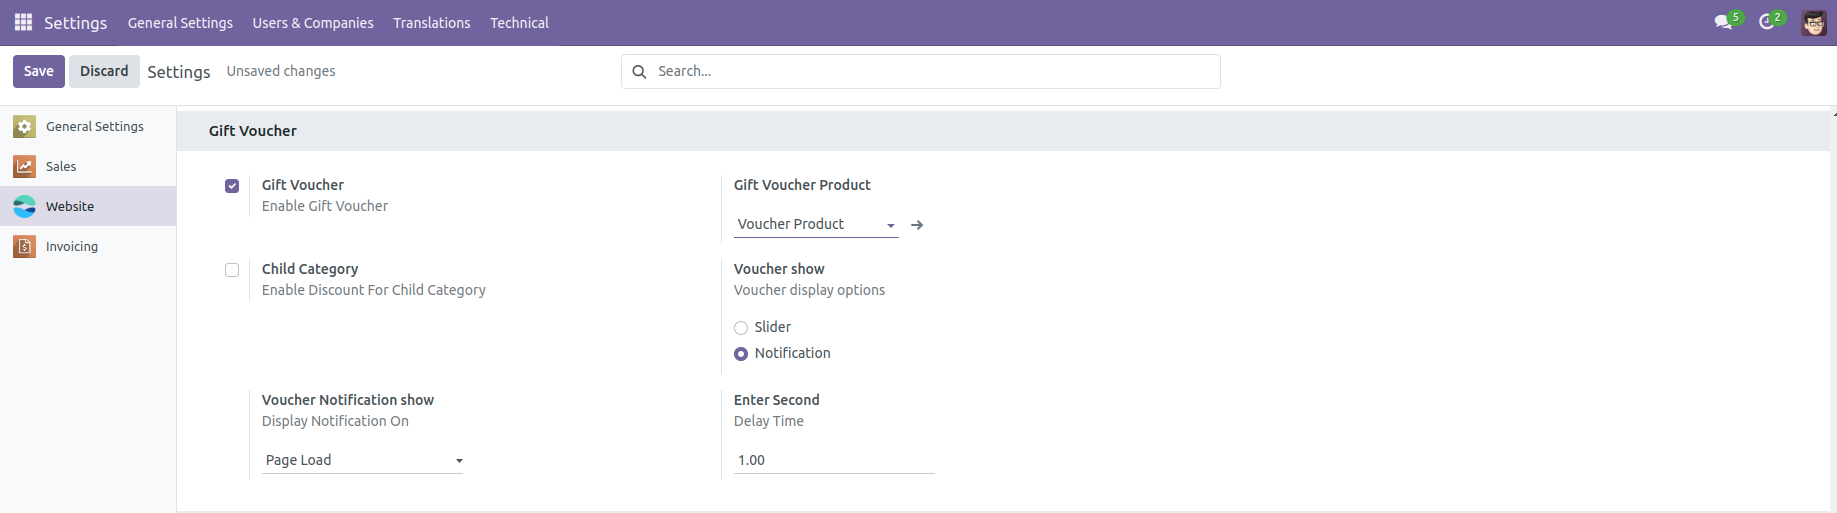 Settings General Settings Users & Companies Translations Technical 5 2
Save Discard Settings Unsaved changes Search...
General Settings
Sales
Website
Invoicing
Gift Voucher
Gift Voucher
Enable Gift Voucher
Gift Voucher Product
Voucher Product
Child Category
Enable Discount For Child Category
Voucher show
Voucher display options
Slider
Notification
Voucher Notification show
Display Notification On
Page Load
Enter Second
Delay Time
1.00